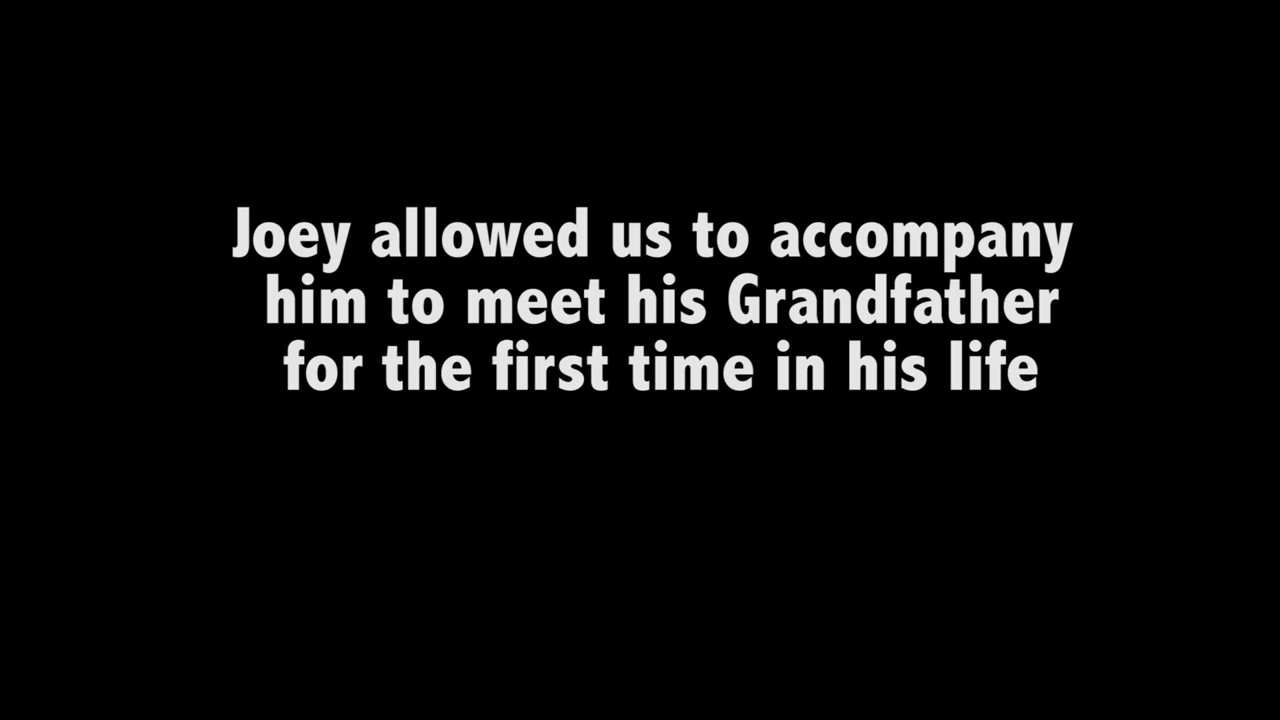 Joey allowed us to accompany
him to meet his Grandfather
for the first time in his life